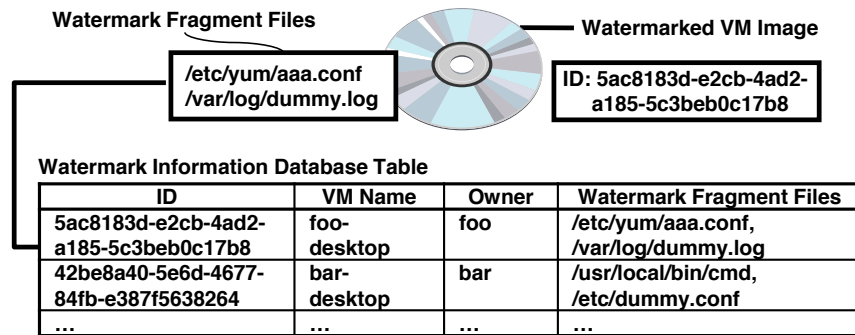 Watermark Fragment Files
Watermarked VM Image
/etc/yum/aaa.conf
/var/log/dummy.log
ID: 5ac8183d-e2cb-4ad2-
a185-5c3beb0c17b8
Watermark Information Database Table
ID VM Name Owner Watermark Fragment Files
5ac8183d-e2cb-4ad2- foo- foo /etc/yum/aaa.conf,
a185-5c3beb0c17b8 desktop /var/log/dummy.log
42be8a40-5e6d-4677- bar- bar /usr/local/bin/cmd,
84fb-e387f5638264 desktop /etc/dummy.conf
... ... ... ...